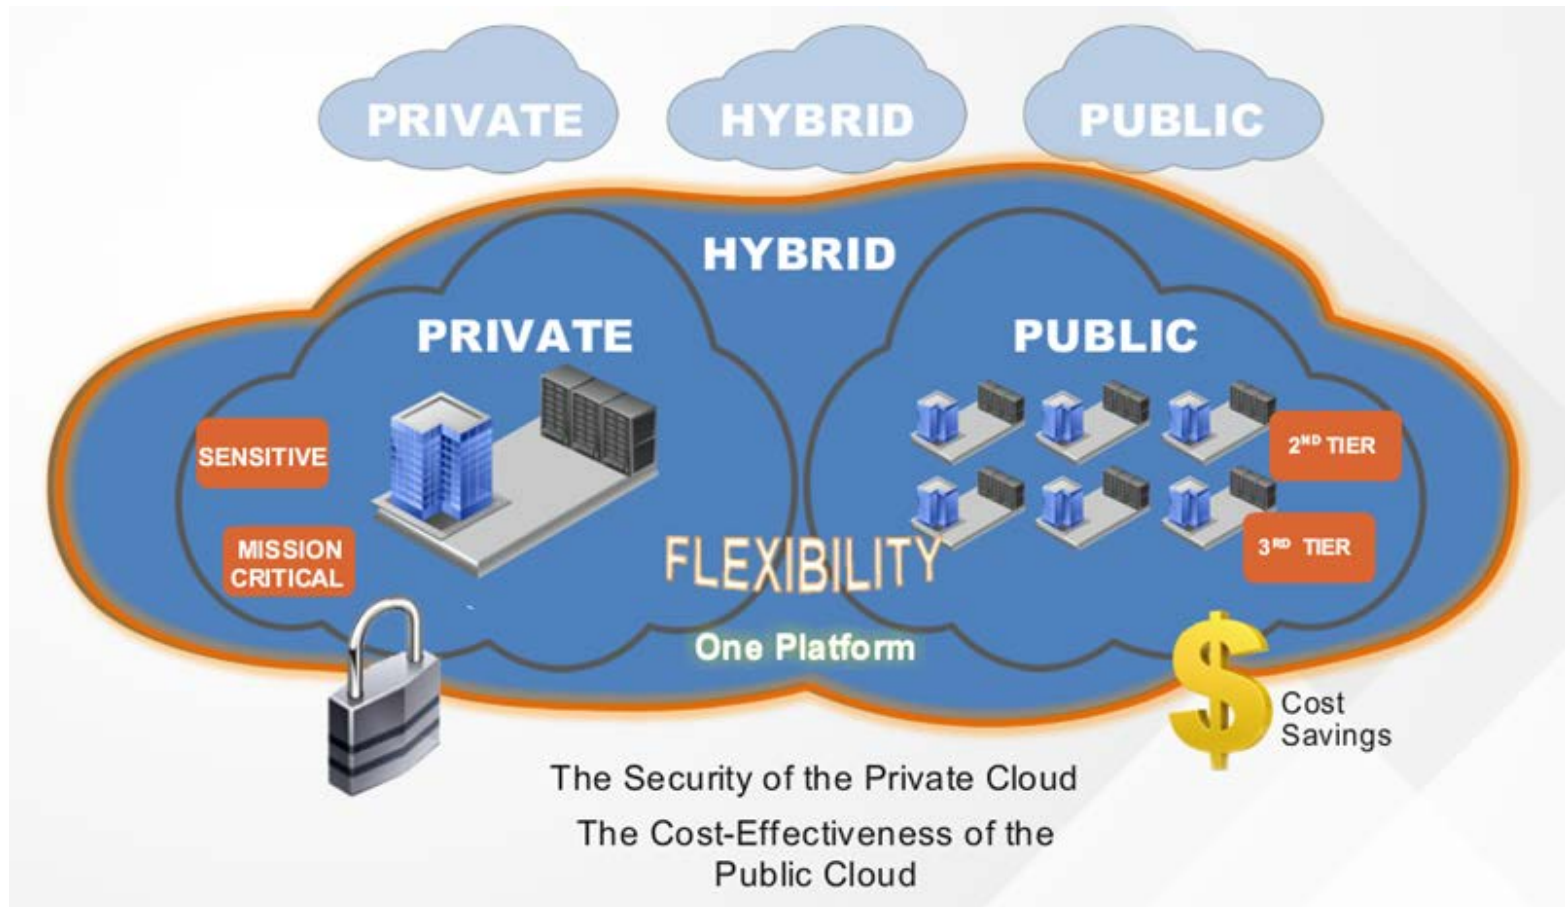 PRIVATE
HYBRID
PUBLIC
HYBRID
PRIVATE
PUBLIC
SENSITIVE
2ND TIER
MISSION
CRITICAL
3RD TIER
FLEXIBILITY
One Platform
Cost
Savings
The Security of the Private Cloud
The Cost-Effectiveness of the
Public Cloud